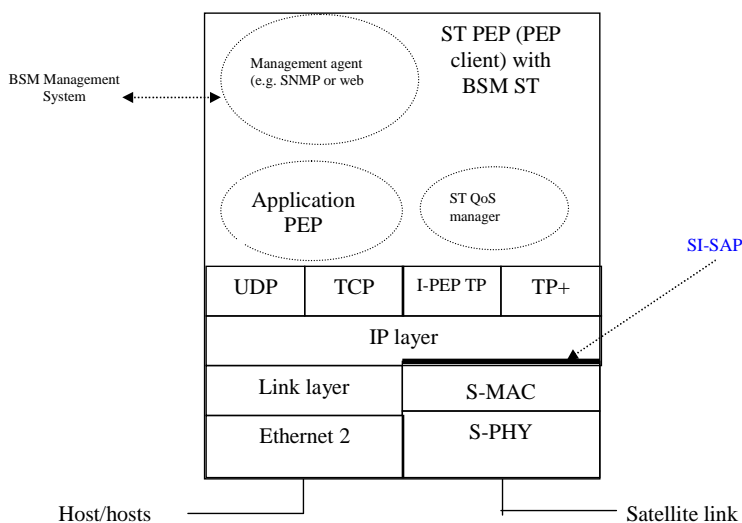 ST PEP (PEP
client) with
BSM ST
Management agent
(e.g. SNMP or web
BSM Management
System
Application
PEP
ST QoS
manager
SI-SAP
UDP
TCP
I-PEP TP
TP+
IP layer
Link layer
S-MAC
Ethernet 2
S-PHY
Host/hosts
Satellite link